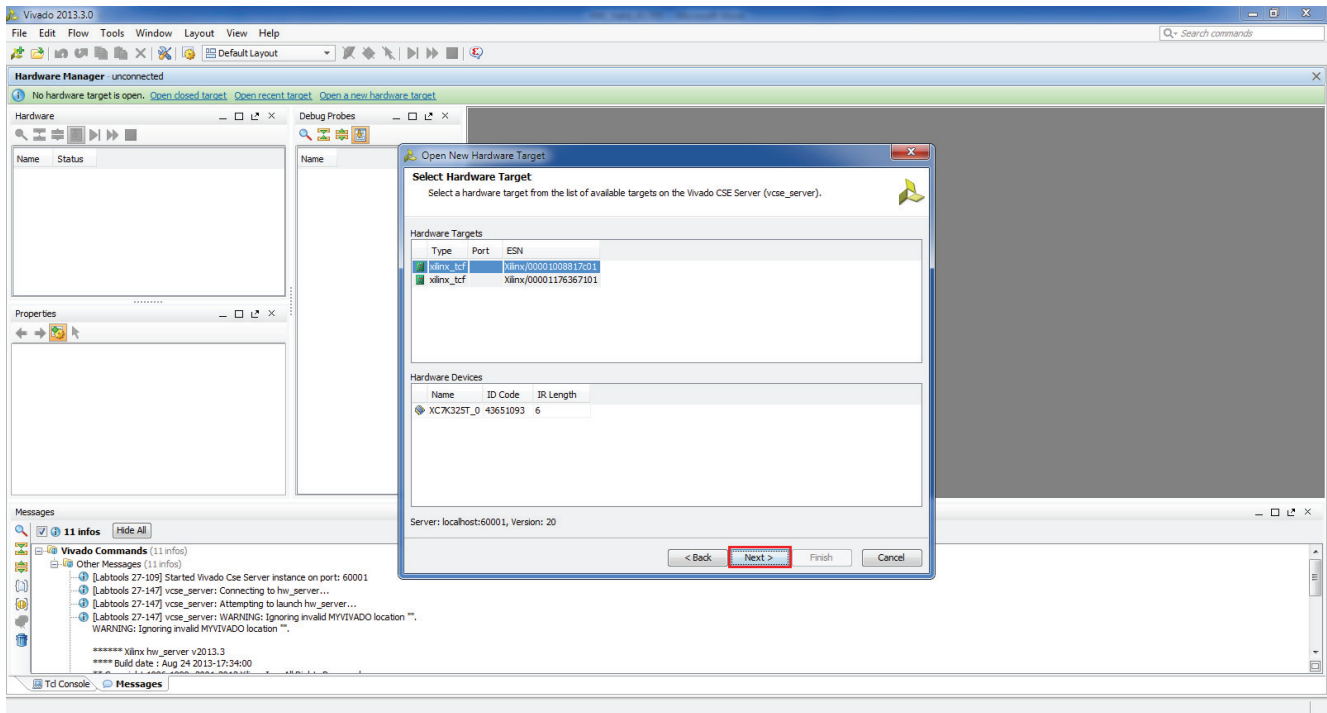 Vivado 2013.3.0
File Edit Flow Tools Window Layout View Help
Search commands
Default Layout
Hardware Manager - unconnected
No hardware target is open. Open closed target Open recent target Open a new hardware target
Hardware
Name Status
Debug Probes
Name
Properties
Open New Hardware Target
Select Hardware Target
Select a hardware target from the list of available targets on the Vivado CSE Server (vcse_server).
Hardware Targets
Type Port ESN
xilinx_tcf Xilinx/00001008817c01
xilinx_tcf Xilinx/00001176367101
Hardware Devices
Name ID Code IR Length
XC7K325T_0 43651093 6
Server: localhost:60001, Version: 20
< Back Next > Finish Cancel
Messages
11 infos Hide All
Vivado Commands (11 infos)
Other Messages (11 infos)
[Labtools 27-109] Started Vivado Cse Server instance on port: 60001
[Labtools 27-147] vcse_server: Connecting to hw_server...
[Labtools 27-147] vcse_server: Attempting to launch hw_server...
[Labtools 27-147] vcse_server: WARNING: Ignoring invalid MYVIVADO location "".
WARNING: Ignoring invalid MYVIVADO location "".
****** Xilinx hw_server v2013.3
**** Build date : Aug 24 2013-17:34:00
Tcl Console Messages